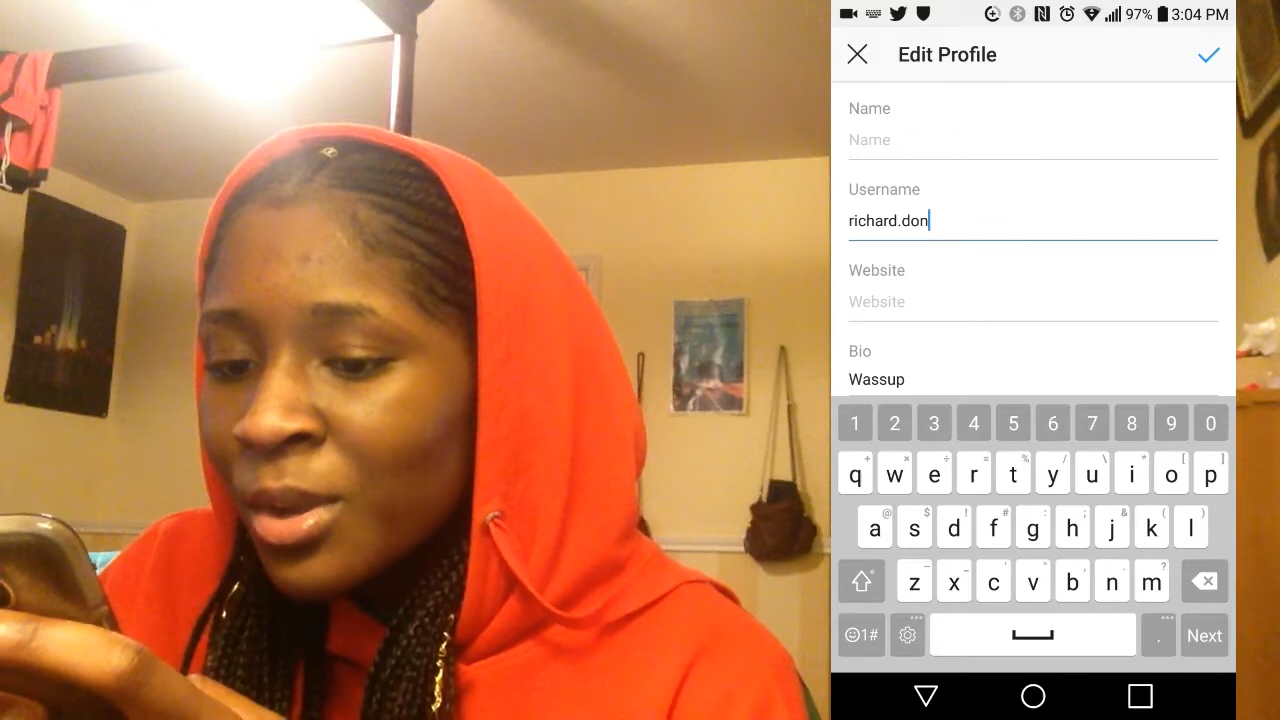 97% 3:04 PM
Edit Profile
Name
Name
Username
richard.don
Website
Website
Bio
Wassup
1 2 3 4 5 6 7 8 9 0
q w e r t y u i o p
a s d f g h j k l
z x c v b n m
1# . Next